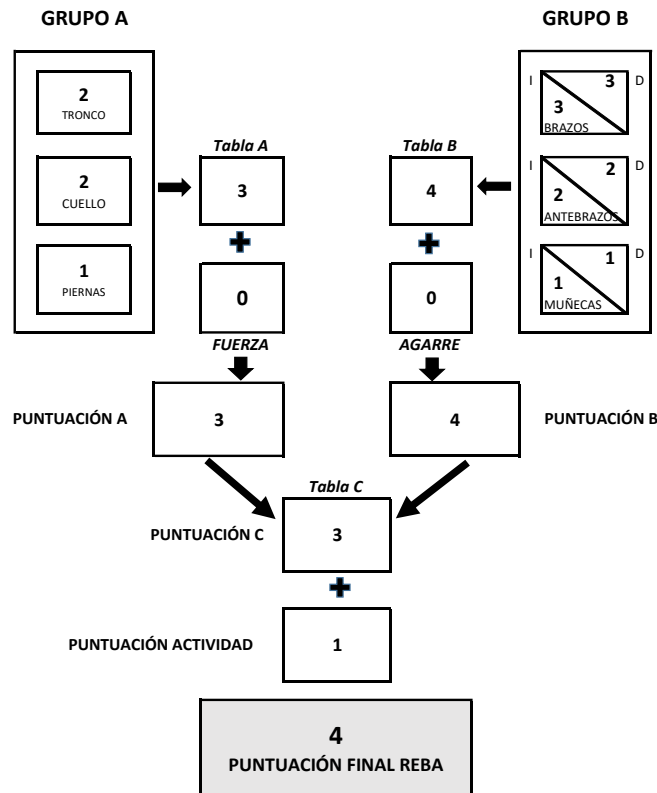 GRUPO A
GRUPO B
2
TRONCO
2
CUELLO
1
PIERNAS
Tabla A
3
0
FUERZA
Tabla B
4
0
AGARRE
I
3
D
3
BRAZOS
I
2
D
2
ANTEBRAZOS
I
1
D
1
MUÑECAS
PUNTUACIÓN A
3
4
PUNTUACIÓN B
Tabla C
PUNTUACIÓN C
3
PUNTUACIÓN ACTIVIDAD
1
4
PUNTUACIÓN FINAL REBA